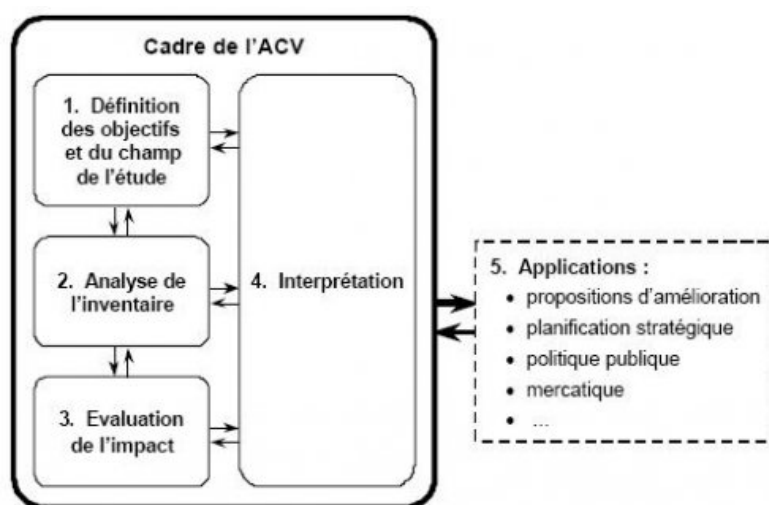 Cadre de l'ACV
1. Définition
des objectifs
et du champ
de l'étude
2. Analyse de
l'inventaire
3. Evaluation
de l'impact
4. Interprétation
5. Applications :
• propositions d'amélioration
• planification stratégique
• politique publique
• mercatique
• ...